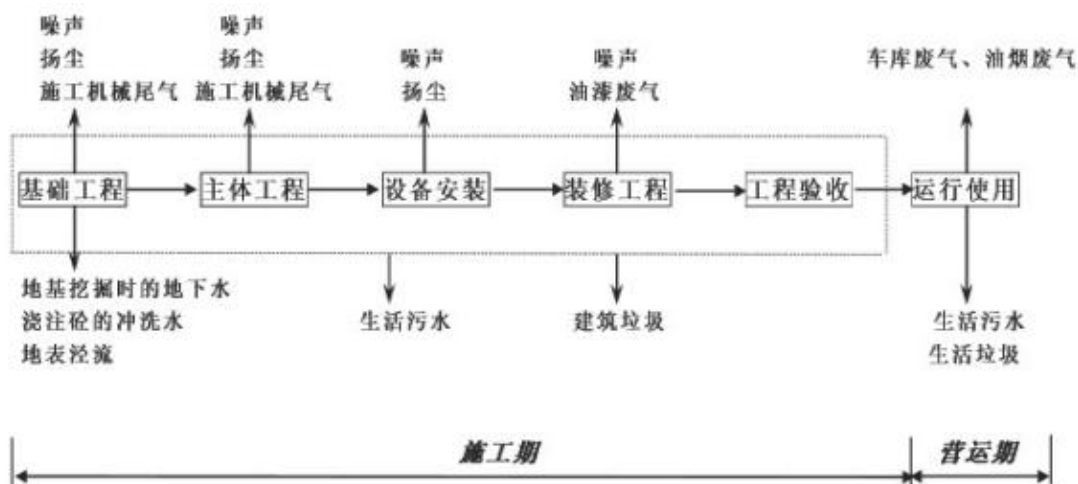 噪声
扬尘
施工机械尾气
噪声
扬尘
施工机械尾气
噪声
扬尘
噪声
油漆废气
车库废气、油烟废气
基础工程
主体工程
设备安装
装修工程
工程验收
运行使用
地基挖掘时的地下水
浇注砼的冲洗水
地表泾流
生活污水
建筑垃圾
生活污水
生活垃圾
施工期
营运期